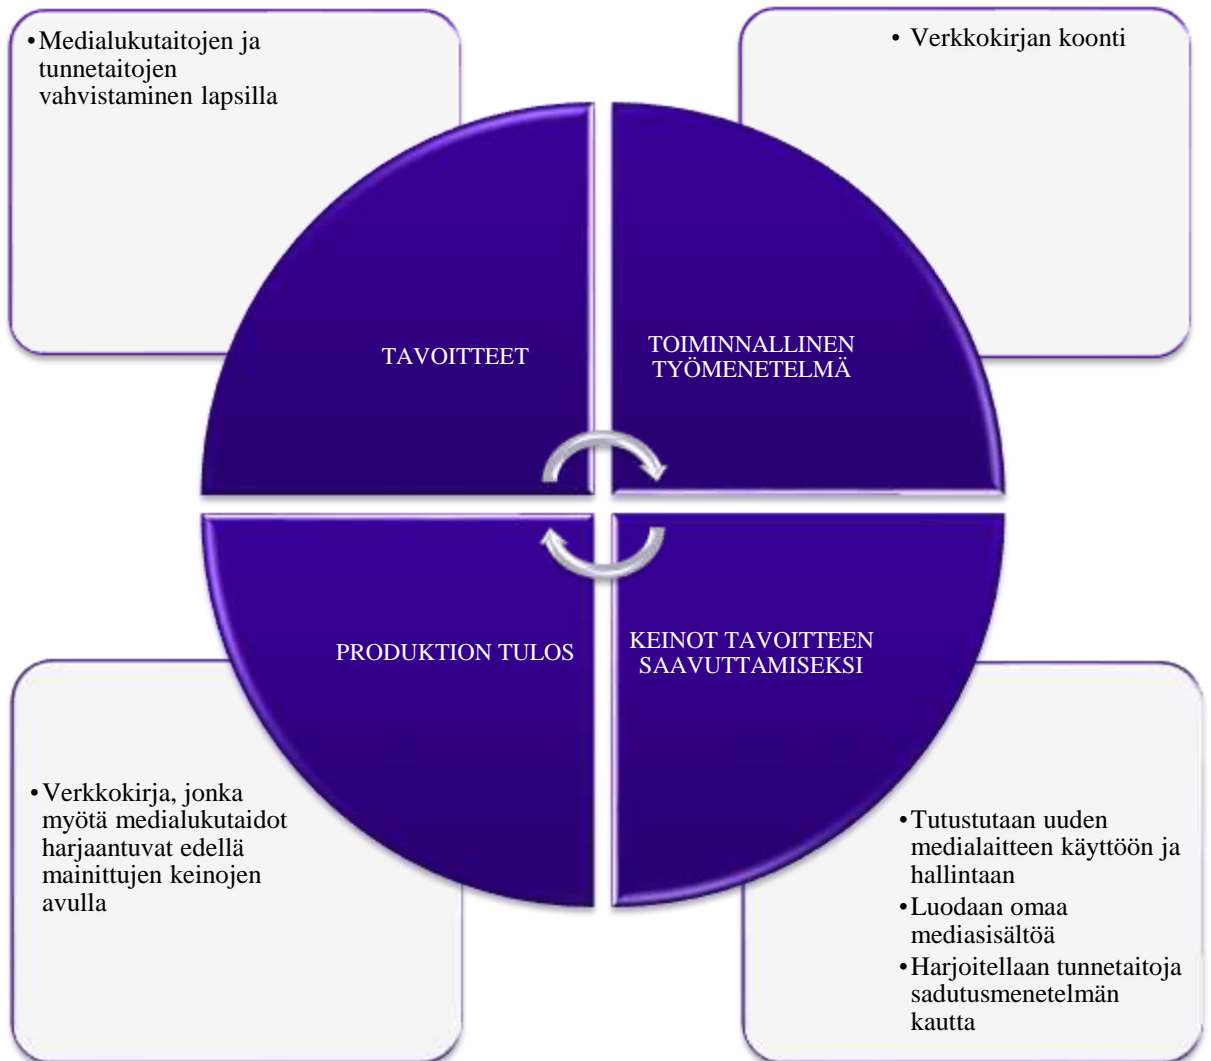 •Medialukutaitojen ja
tunnetaitojen
vahvistaminen lapsilla
• Verkkokirjan koonti
TAVOITTEET
TOIMINNALLINEN
TYÖMENETELMÄ
PRODUKTION TULOS
KEINOT TAVOITTEEN
SAAVUTTAMISEKSI
•Verkkokirja, jonka
myötä medialukutaidot
harjaantuvat edellä
mainittujen keinojen
avulla
•Tutustutaan uuden
medialaitteen käyttöön ja
hallintaan
•Luodaan omaa
mediasisältöä
•Harjoitellaan tunnetaitoja
sadutusmenetelmän
kautta